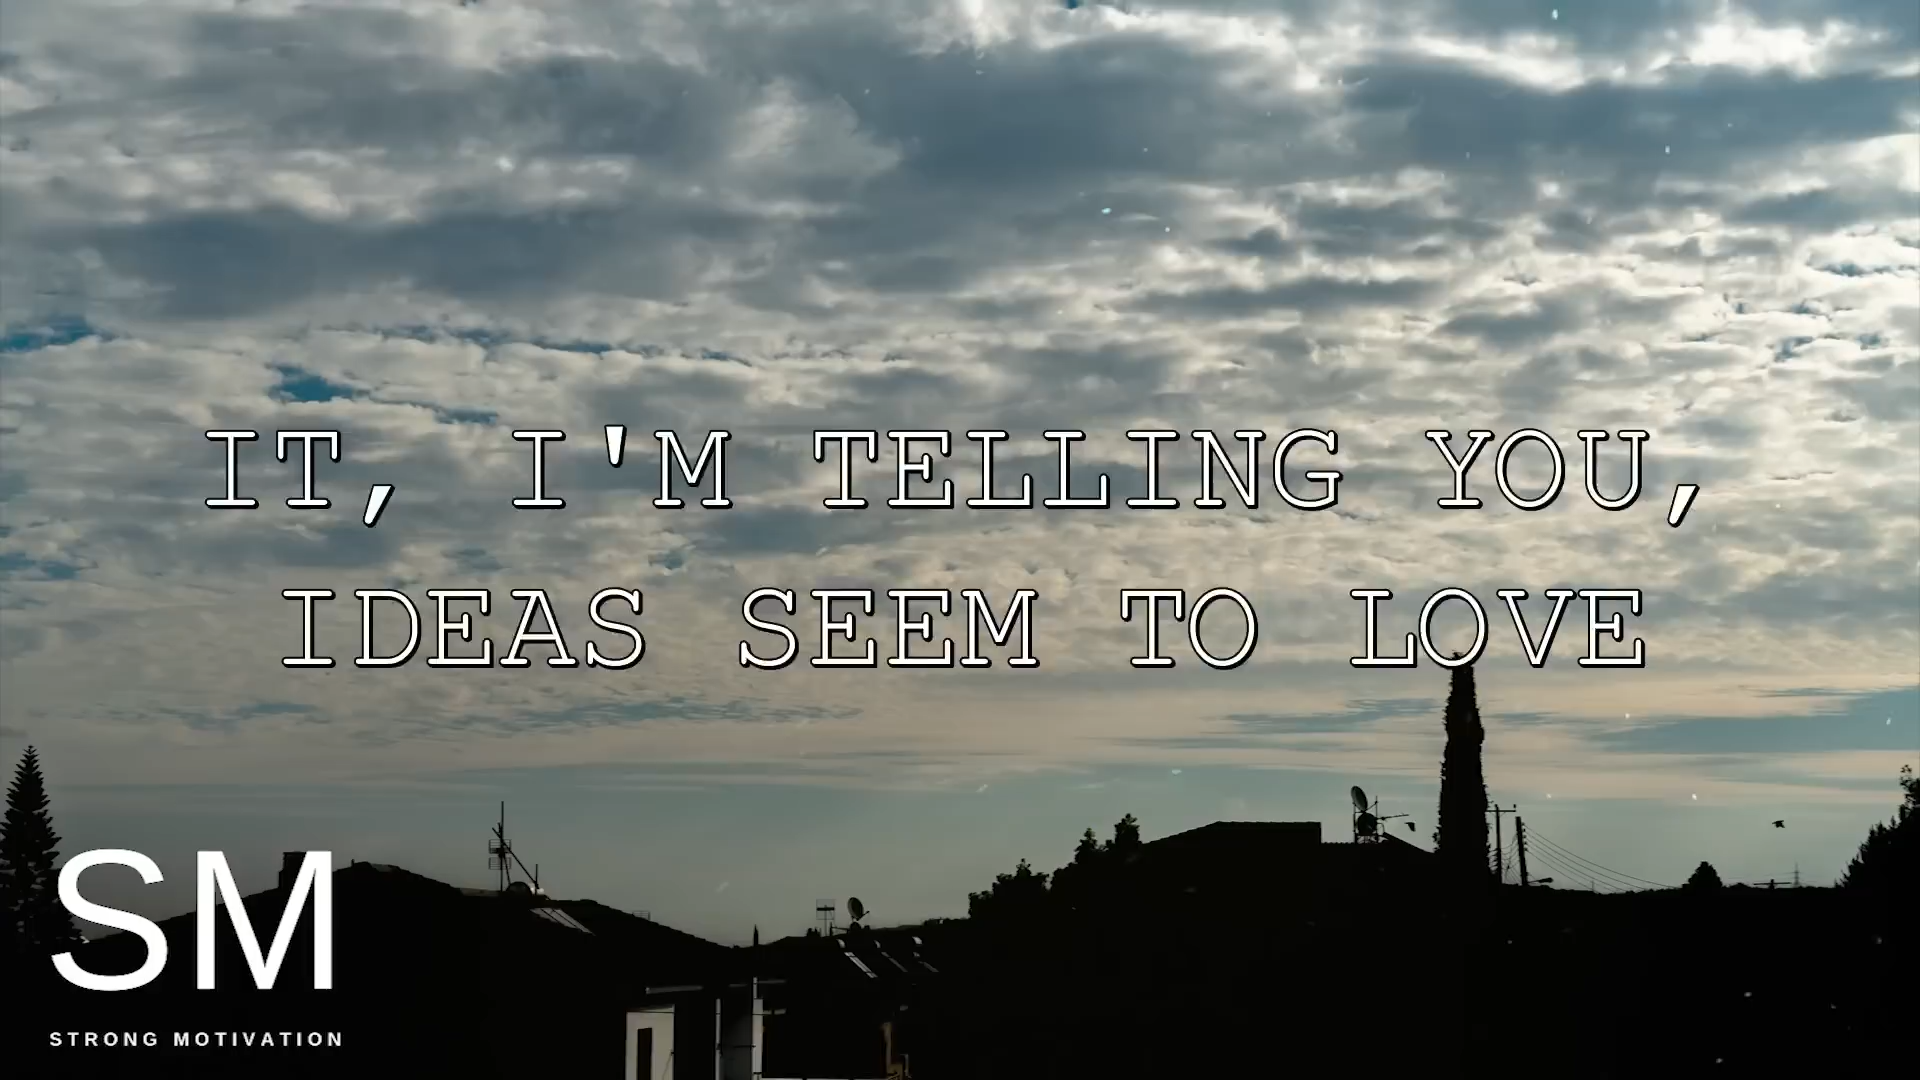 IT, I'M TELLING YOU,
IDEAS SEEM TO LOVE
SM
STRONG MOTIVATION